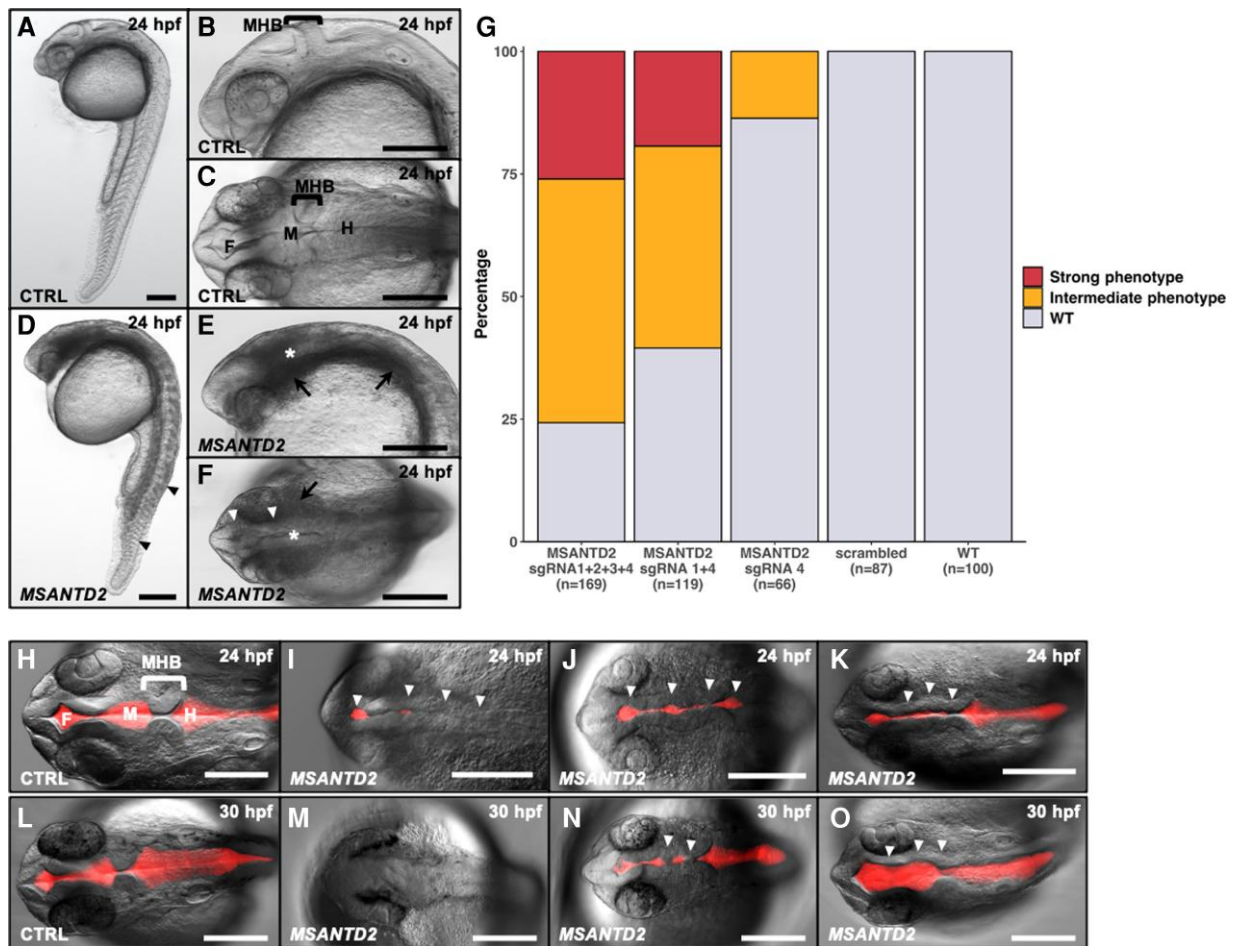 A
24 hpf
CTRL
B
MHB
24 hpf
CTRL
C
24 hpf
MHB
F
M
H
CTRL
D
24 hpf
MSANTD2
E
24 hpf
*
MSANTD2
F
24 hpf
*
MSANTD2
G
100
75
50
25
0
Percentage
MSANTD2
sgRNA1+2+3+4
(n=169)
MSANTD2
sgRNA 1+4
(n=119)
MSANTD2
sgRNA 4
(n=66)
scrambled
(n=87)
WT
(n=100)
Strong phenotype
Intermediate phenotype
WT
H
24 hpf
MHB
F
M
H
CTRL
I
24 hpf
MSANTD2
J
24 hpf
MSANTD2
K
24 hpf
MSANTD2
L
30 hpf
CTRL
M
30 hpf
MSANTD2
N
30 hpf
MSANTD2
O
30 hpf
MSANTD2